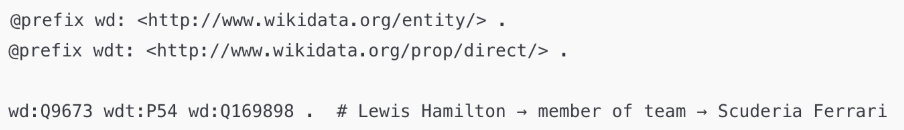 @prefix wd: <http://www.wikidata.org/entity/> .
@prefix wdt: <http://www.wikidata.org/prop/direct/> .
wd:Q9673 wdt:P54 wd:Q169898 .  # Lewis Hamilton → member of team → Scuderia Ferrari